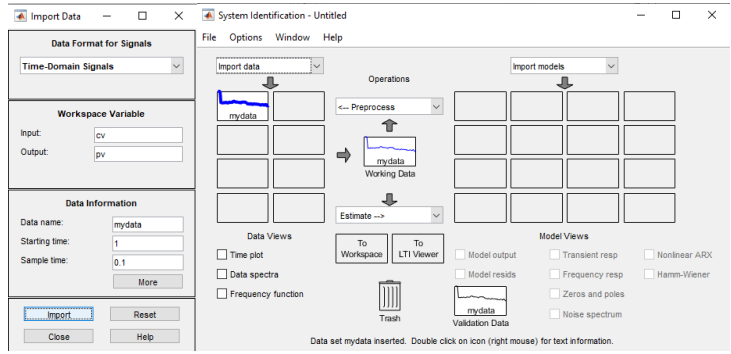 Import Data
Data Format for Signals
Time-Domain Signals
Workspace Variable
Input:
cv
Output:
pv
Data Information
Data name:
mydata
Starting time:
1
Sample time:
0.1
More
Import
Reset
Close
Help
System Identification - Untitled
File Options Window Help
Import data
Operations
Import models
<-- Preprocess
mydata
mydata
Working Data
Estimate -->
Data Views
Time plot
Data spectra
Frequency function
To
Workspace
To
LTI Viewer
Trash
Model Views
Model output
Transient resp
Nonlinear ARX
Model resids
Frequency resp
Hamm-Wiener
Zeros and poles
Noise spectrum
mydata
Validation Data
Data set mydata inserted. Double click on icon (right mouse) for text information.